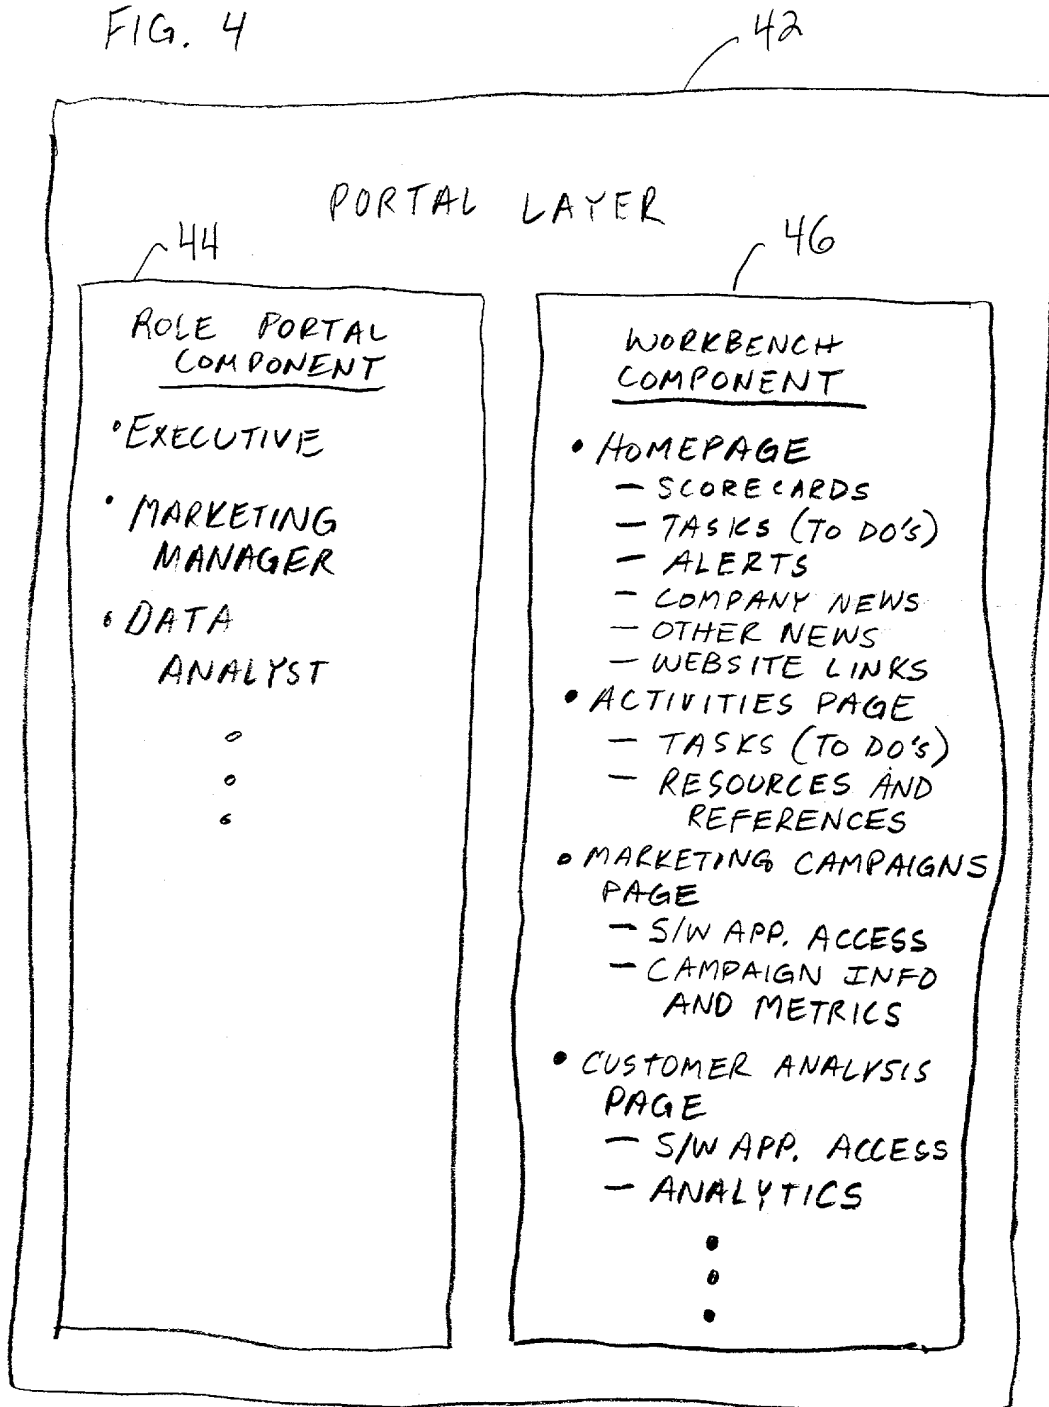 FIG. 4
42
PORTAL LAYER
44
ROLE PORTAL
COMPONENT
• EXECUTIVE
• MARKETING
MANAGER
• DATA
ANALYST
46
WORKBENCH
COMPONENT
• HOMEPAGE
— SCORECARDS
— TASKS (TO DO'S)
— ALERTS
— COMPANY NEWS
— OTHER NEWS
— WEBSITE LINKS
• ACTIVITIES PAGE
— TASKS (TO DO'S)
— RESOURCES AND
REFERENCES
• MARKETING CAMPAIGNS
PAGE
— S/W APP. ACCESS
— CAMPAIGN INFO
AND METRICS
• CUSTOMER ANALYSIS
PAGE
— S/W APP. ACCESS
— ANALYTICS